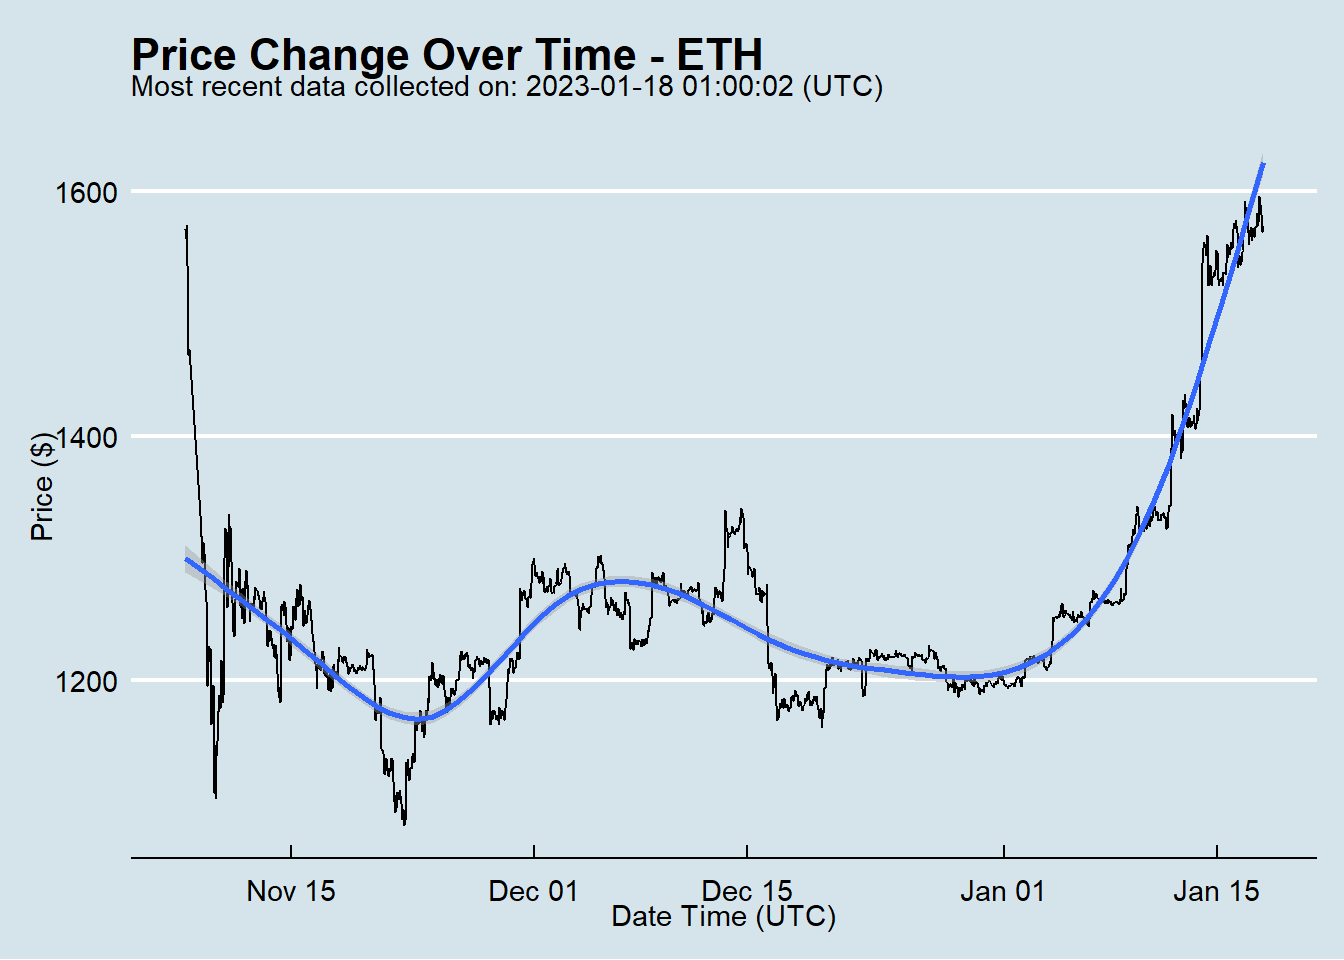 Price Change Over Time - ETH
Most recent data collected on: 2023-01-18 01:00:02 (UTC)
1600
1400
1200
Price ($)
Nov 15
Dec 01
Dec 15
Jan 01
Jan 15
Date Time (UTC)